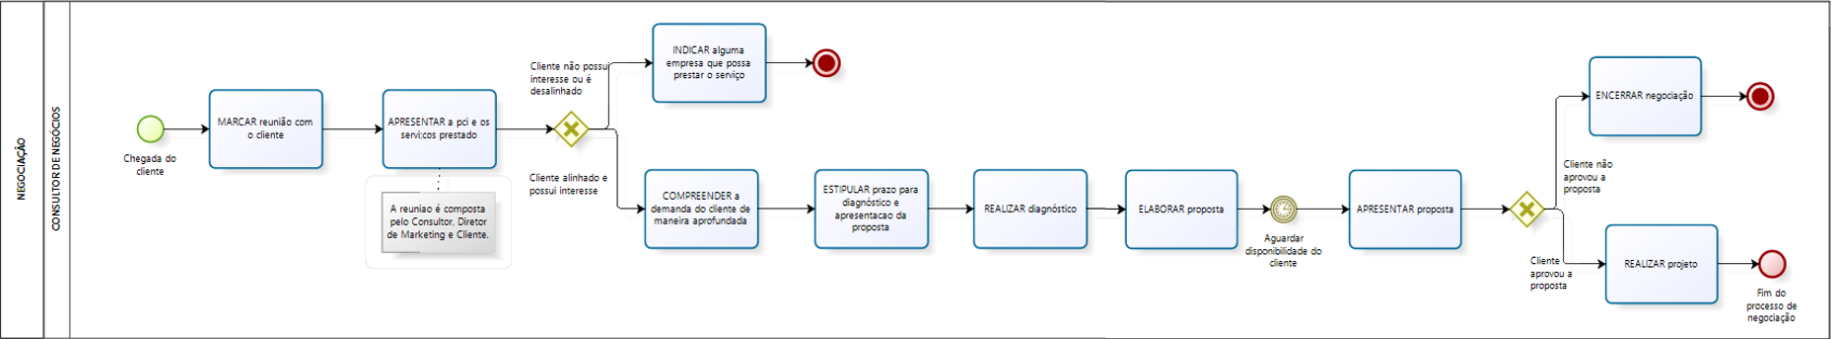 NEGOCIAÇÃO
CONSULTOR DE NEGÓCIOS
Chegada do
cliente
MARCAR reunião com
o cliente
APRESENTAR a pci e os
servi;cos prestado
A reuniao é composta
pelo Consultor, Diretor
de Marketing e Cliente.
Cliente não possui
interesse ou é
desalinhado
INDICAR alguma
empresa que possa
prestar o serviço
Cliente alinhado e
possui interesse
COMPREENDER a
demanda do cliente de
maneira aprofundada
ESTIPULAR prazo para
diagnóstico e
apresentacao da
proposta
REALIZAR diagnóstico
ELABORAR proposta
Aguardar
disponibilidade do
cliente
APRESENTAR proposta
Cliente não
aprovou a
proposta
ENCERRAR negociação
Cliente
aprovou a
proposta
REALIZAR projeto
Fim do
processo de
negociação